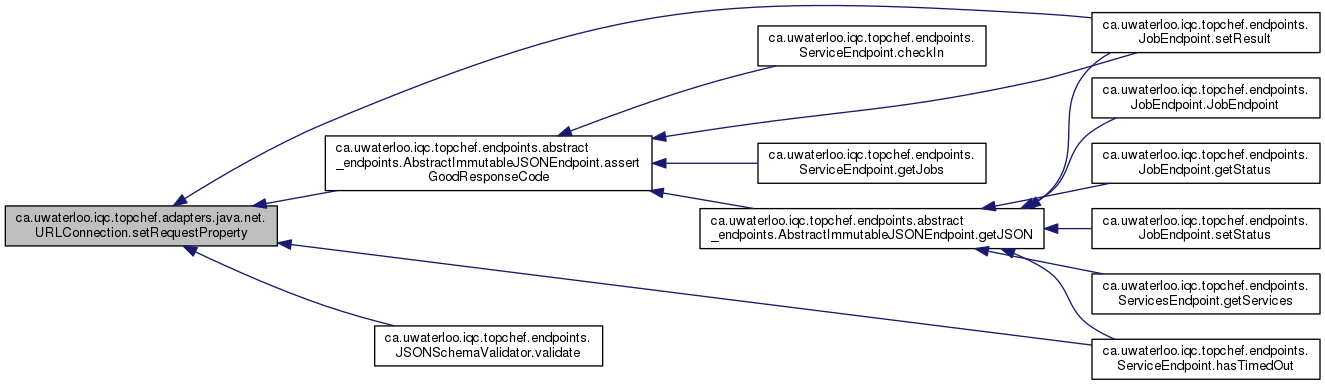 ca.uwaterloo.iqc.topchef.adapters.java.net.
URLConnection.setRequestProperty
ca.uwaterloo.iqc.topchef.endpoints.abstract
_endpoints.AbstractImmutableJSONEndpoint.assert
GoodResponseCode
ca.uwaterloo.iqc.topchef.endpoints.
JSONSchemaValidator.validate
ca.uwaterloo.iqc.topchef.endpoints.
ServiceEndpoint.checkIn
ca.uwaterloo.iqc.topchef.endpoints.
ServiceEndpoint.getJobs
ca.uwaterloo.iqc.topchef.endpoints.abstract
_endpoints.AbstractImmutableJSONEndpoint.getJSON
ca.uwaterloo.iqc.topchef.endpoints.
JobEndpoint.setResult
ca.uwaterloo.iqc.topchef.endpoints.
JobEndpoint.JobEndpoint
ca.uwaterloo.iqc.topchef.endpoints.
JobEndpoint.getStatus
ca.uwaterloo.iqc.topchef.endpoints.
JobEndpoint.setStatus
ca.uwaterloo.iqc.topchef.endpoints.
ServicesEndpoint.getServices
ca.uwaterloo.iqc.topchef.endpoints.
ServiceEndpoint.hasTimedOut